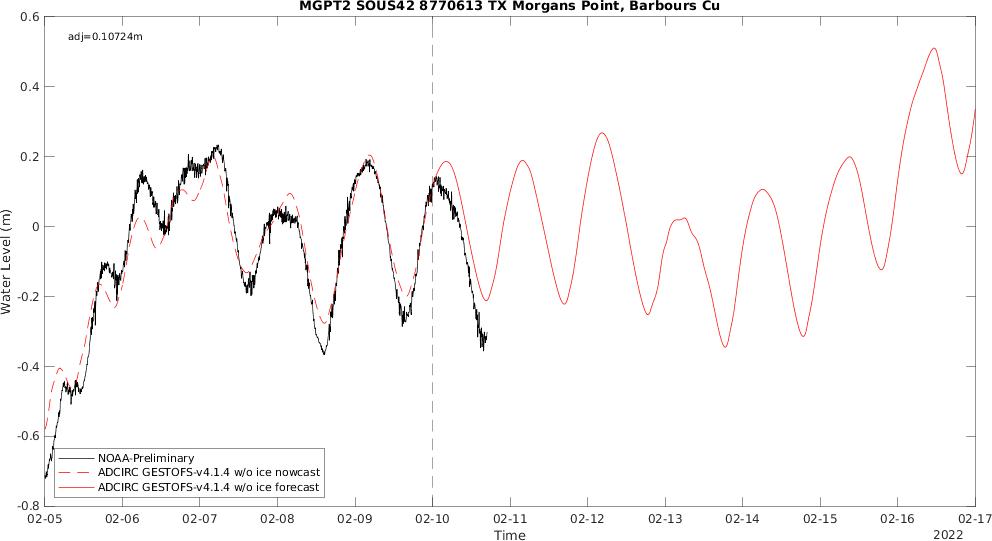 MGPT2 SOUS42 8770613 TX Morgans Point, Barbours Cu
adj=0.10724m
0.6
0.4
0.2
0
-0.2
-0.4
-0.6
-0.8
Water Level (m)
NOAA-Preliminary
ADCIRC GESTOFS-v4.1.4 w/o ice nowcast
ADCIRC GESTOFS-v4.1.4 w/o ice forecast
02-05 02-06 02-07 02-08 02-09 02-10 02-11 02-12 02-13 02-14 02-15 02-16 02-17
Time
2022